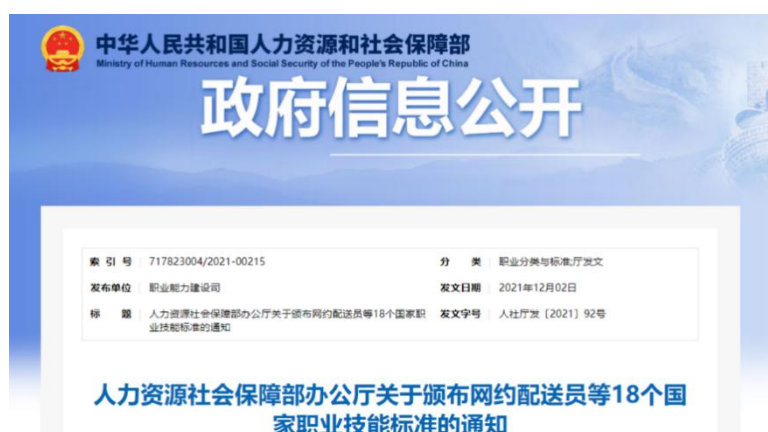 中华人民共和国人力资源和社会保障部
Ministry of Human Resources and Social Security of the People's Republic of China
政府信息公开
索引号 717823004/2021-00215 分类 职业分类与标准;厅发文
发布单位 职业能力建设司 发文日期 2021年12月02日
标题 人力资源社会保障部办公厅关于颁布网约配送员等18个国家职 发文字号 人社厅发〔2021〕92号
业技能标准的通知
人力资源社会保障部办公厅关于颁布网约配送员等18个国
家职业技能标准的通知